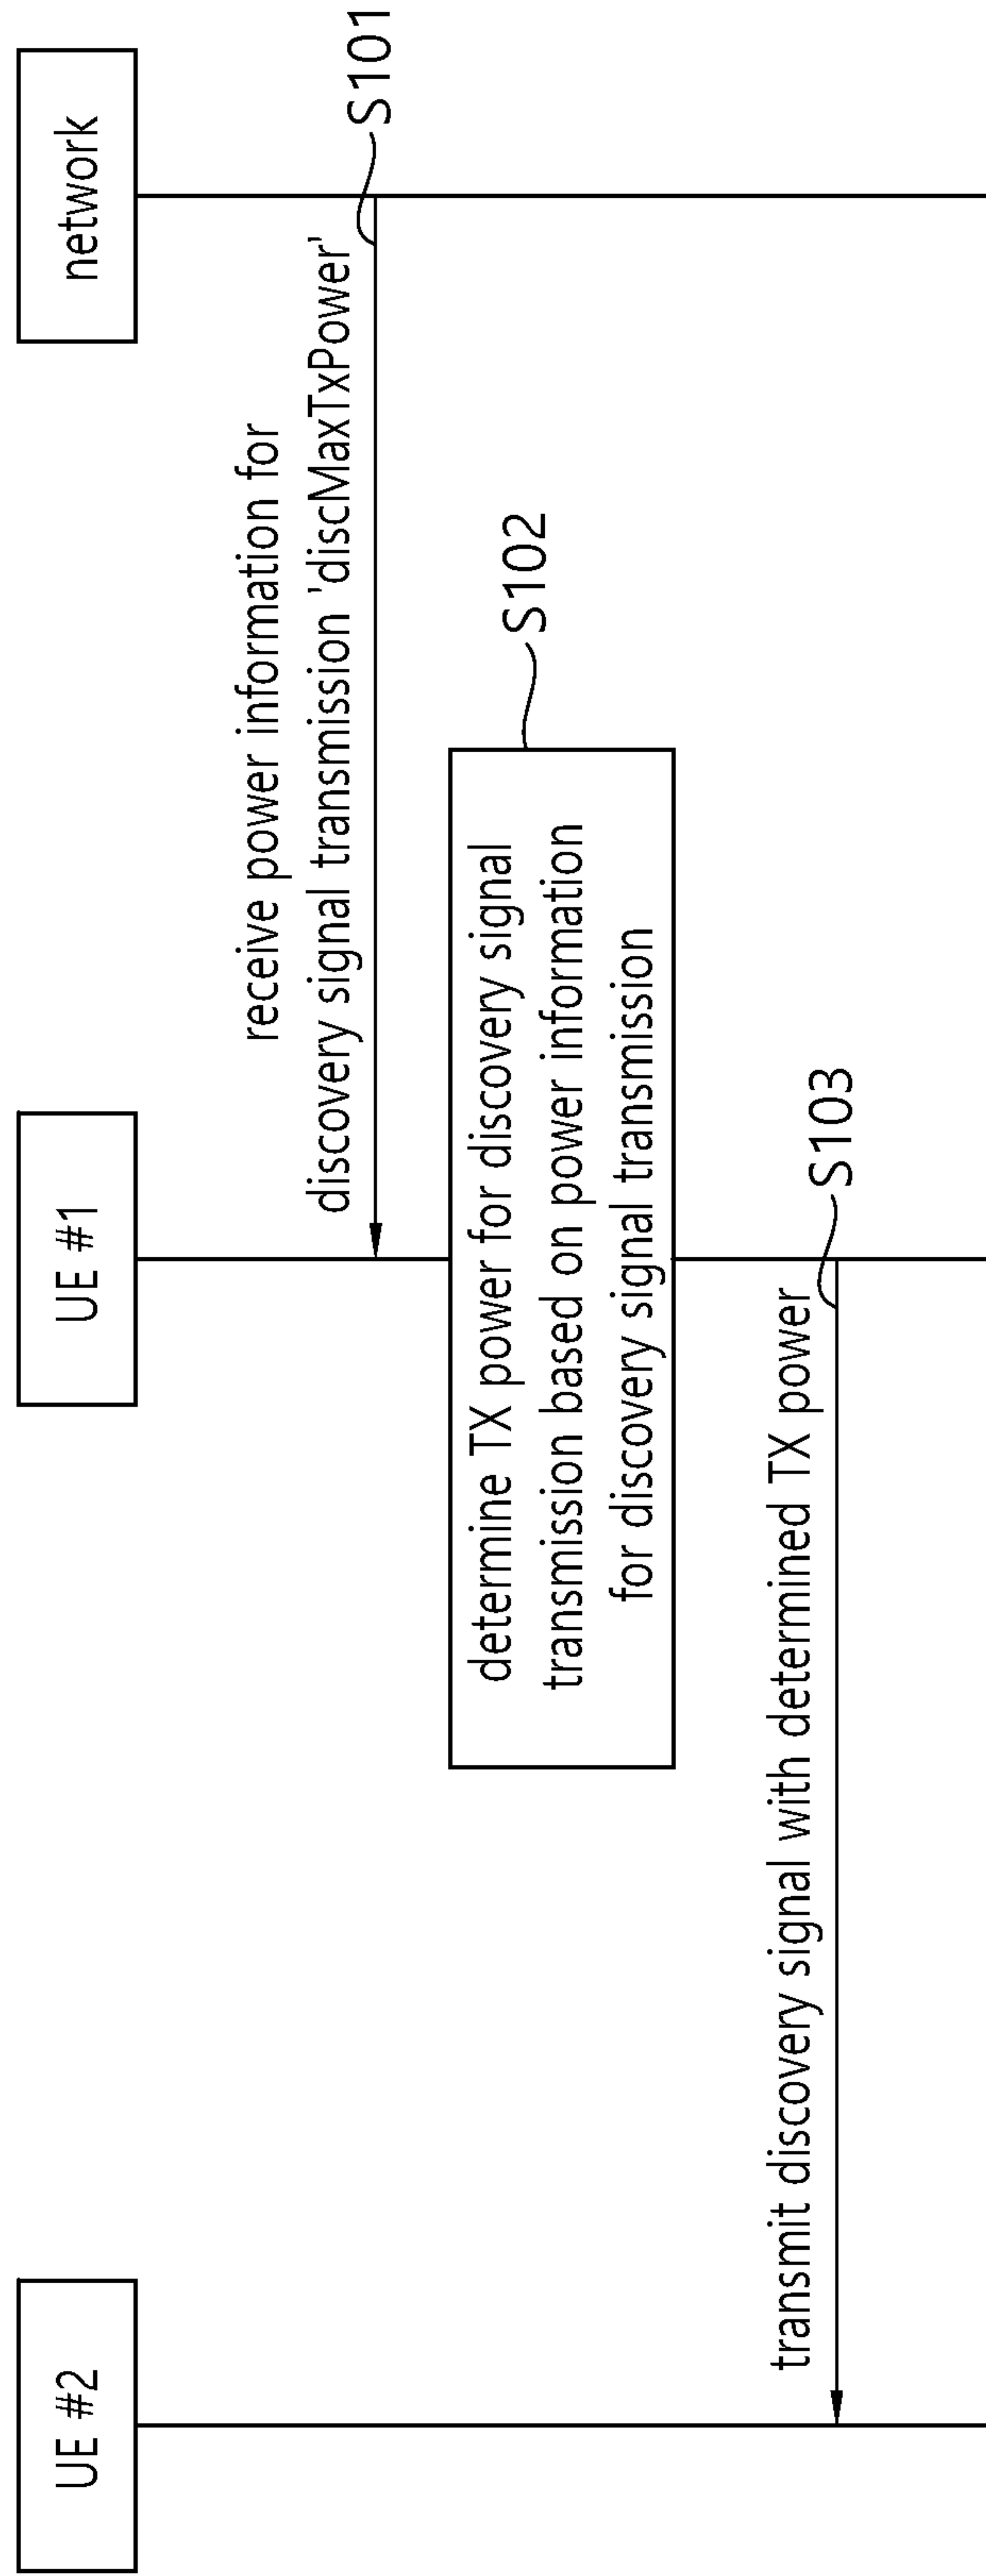 UE #2
UE #1
network
receive power information for
discovery signal transmission 'discMaxTxPower'
S101
determine TX power for discovery signal
transmission based on power information
for discovery signal transmission
S102
transmit discovery signal with determined TX power
S103